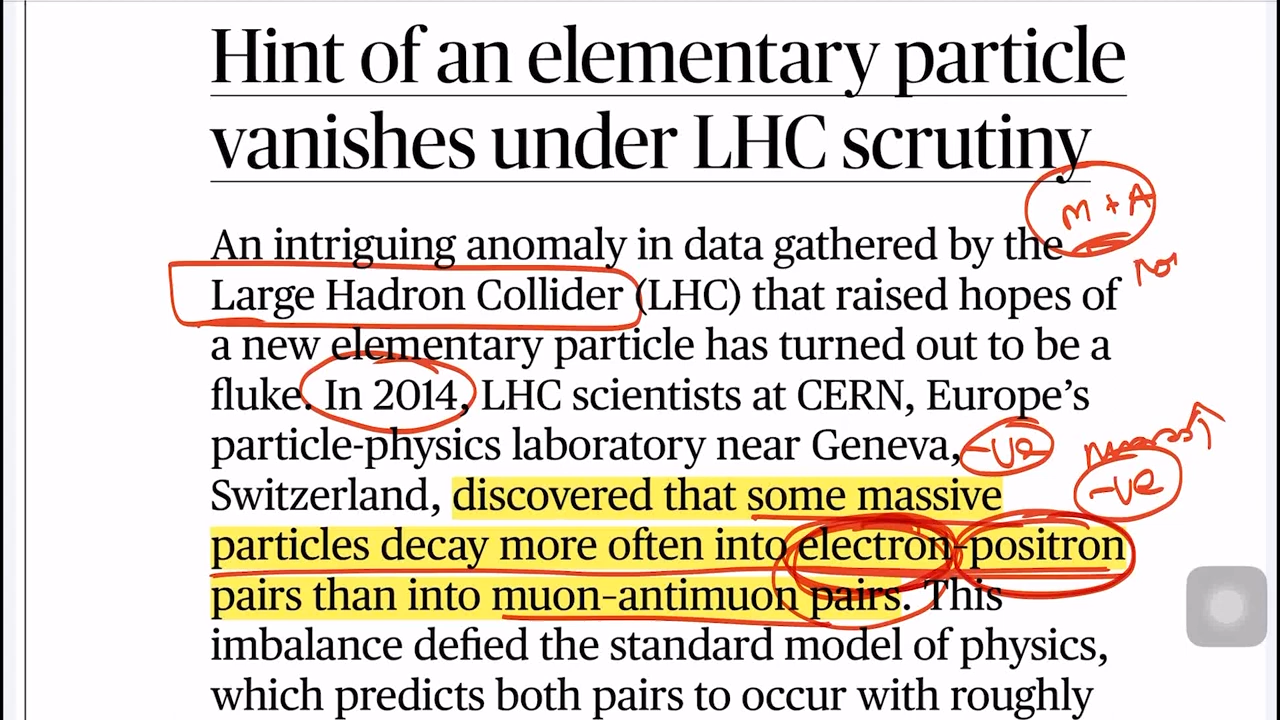 Hint of an elementary particle
vanishes under LHC scrutiny
M + A
An intriguing anomaly in data gathered by the
Large Hadron Collider (LHC) that raised hopes of
a new elementary particle has turned out to be a
fluke. In 2014, LHC scientists at CERN, Europe’s
particle-physics laboratory near Geneva,
-ve
mass↑
-ve
Switzerland, discovered that some massive
particles decay more often into electron-positron
pairs than into muon–antimuon pairs. This
imbalance defied the standard model of physics,
which predicts both pairs to occur with roughly